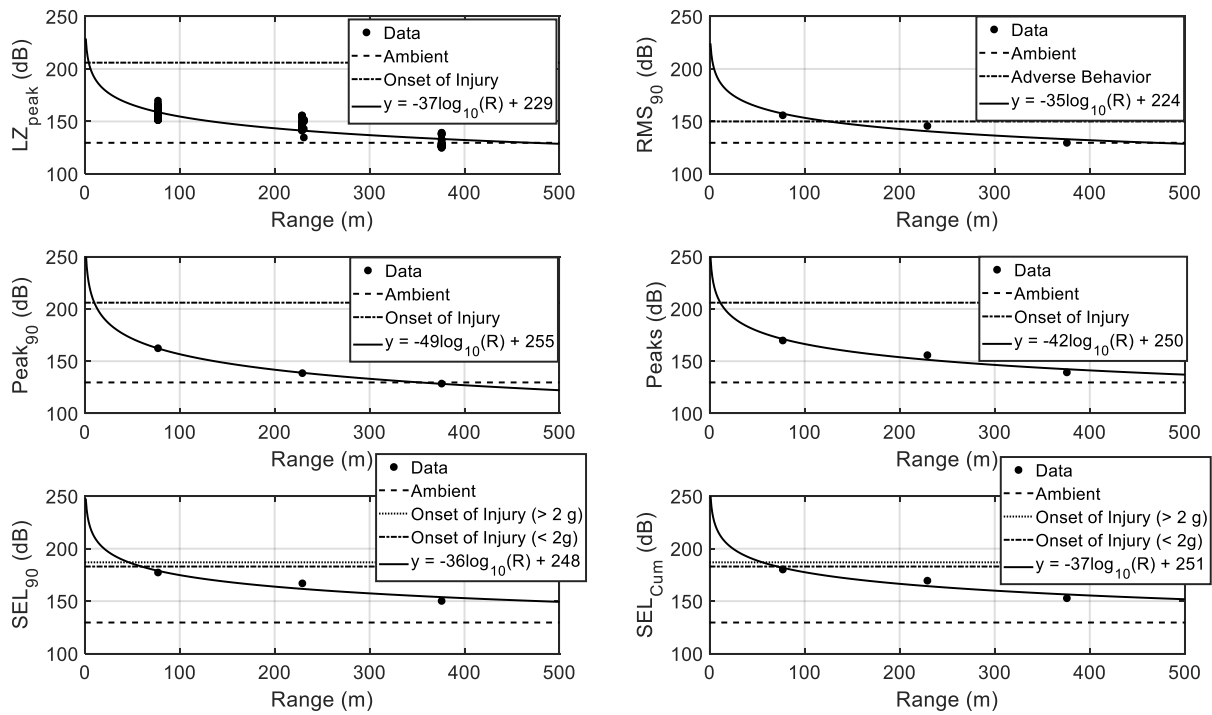 LZpeak (dB)
250
200
150
100
0 100 200 300 400 500
Range (m)
Data
Ambient
Onset of Injury
y = -37log10(R) + 229
RMS90 (dB)
250
200
150
100
0 100 200 300 400 500
Range (m)
Data
Ambient
Adverse Behavior
y = -35log10(R) + 224
Peak90 (dB)
250
200
150
100
0 100 200 300 400 500
Range (m)
Data
Ambient
Onset of Injury
y = -49log10(R) + 255
Peaks (dB)
250
200
150
100
0 100 200 300 400 500
Range (m)
Data
Ambient
Onset of Injury
y = -42log10(R) + 250
SEL90 (dB)
250
200
150
100
0 100 200 300 400 500
Range (m)
Data
Ambient
Onset of Injury (> 2 g)
Onset of Injury (< 2g)
y = -36log10(R) + 248
SELCum (dB)
250
200
150
100
0 100 200 300 400 500
Range (m)
Data
Ambient
Onset of Injury (> 2 g)
Onset of Injury (< 2g)
y = -37log10(R) + 251